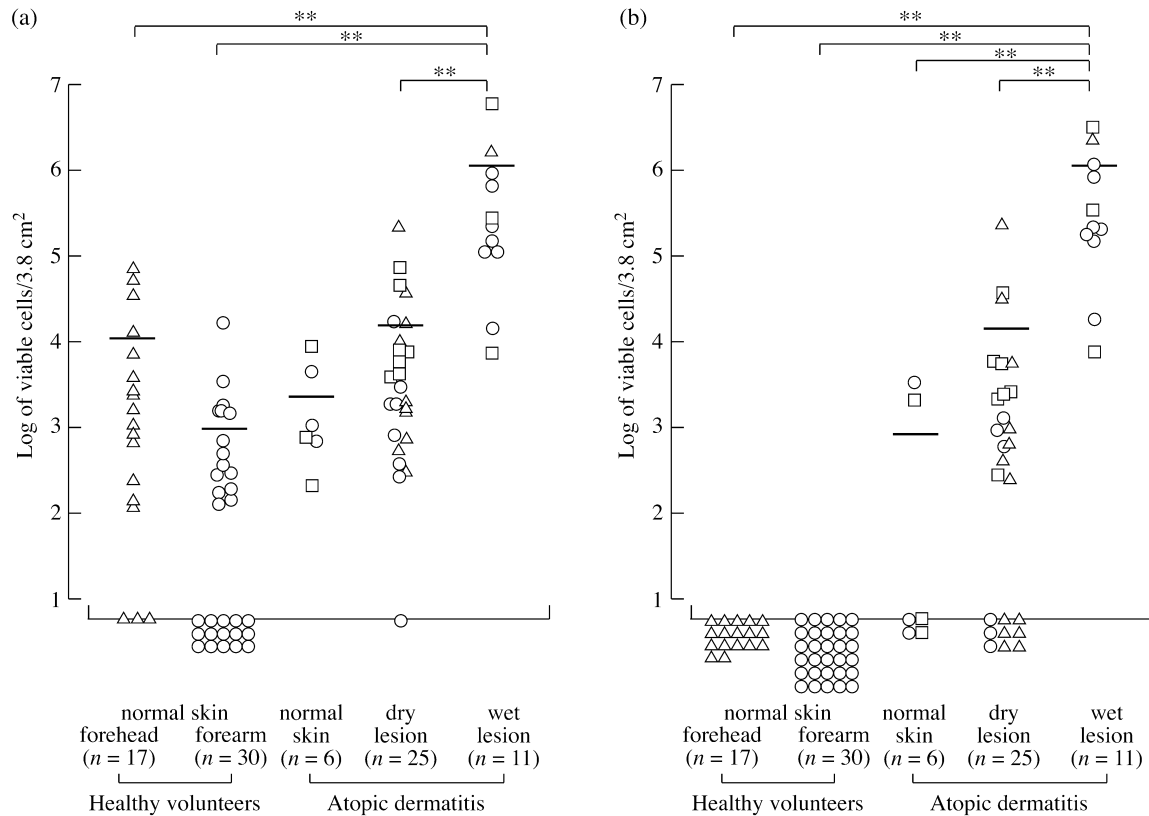 (a)
**
**
**
7
6
5
4
3
2
1
Log of viable cells/3.8 cm²
normal skin
forehead
(n = 17)
forearm
(n = 30)
normal
skin
(n = 6)
dry
lesion
(n = 25)
wet
lesion
(n = 11)
Healthy volunteers
Atopic dermatitis
(b)
**
**
**
**
7
6
5
4
3
2
1
Log of viable cells/3.8 cm²
normal skin
forehead
(n = 17)
forearm
(n = 30)
normal
skin
(n = 6)
dry
lesion
(n = 25)
wet
lesion
(n = 11)
Healthy volunteers
Atopic dermatitis